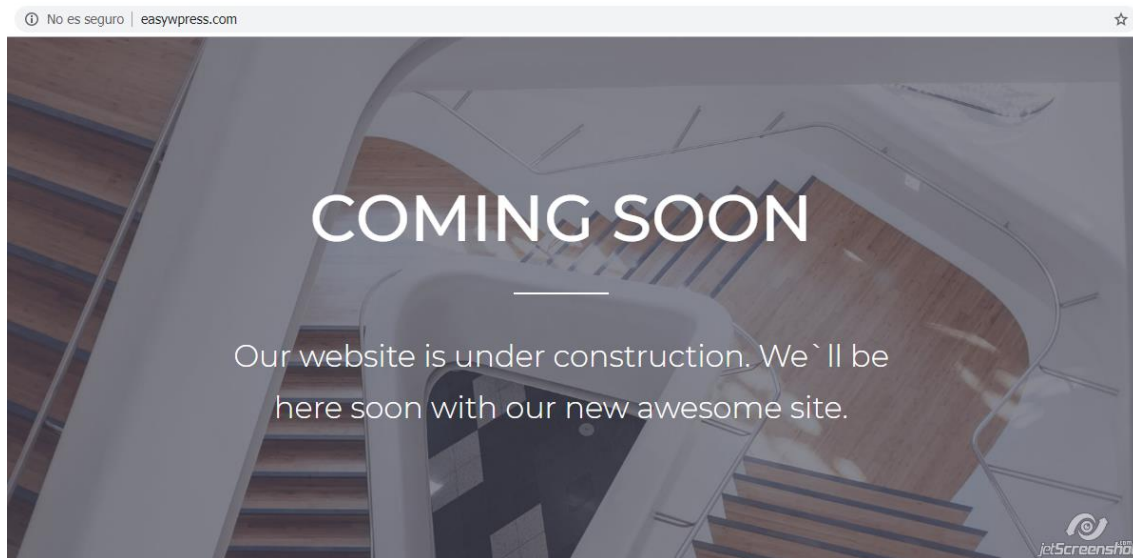 No es seguro | easywpress.com
COMING SOON
Our website is under construction. We`ll be
here soon with our new awesome site.
jetScreenshot
.com